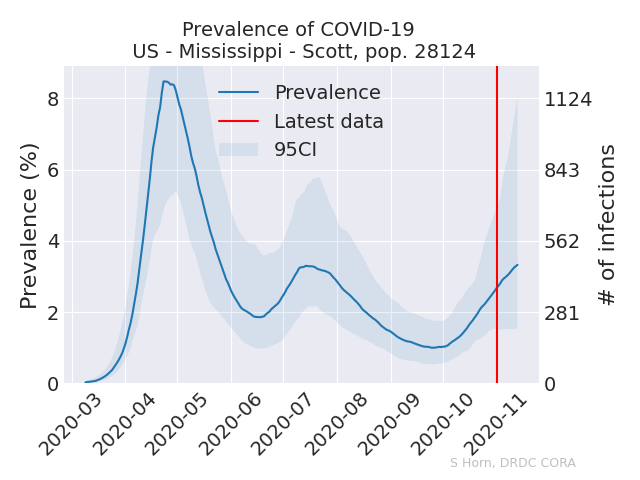 Prevalence of COVID-19
US - Mississippi - Scott, pop. 28124
Prevalence
Latest data
95CI
Prevalence (%)
8
6
4
2
0
1124
843
562
281
0
# of infections
2020-03
2020-04
2020-05
2020-06
2020-07
2020-08
2020-09
2020-10
2020-11
S Horn, DRDC CORA